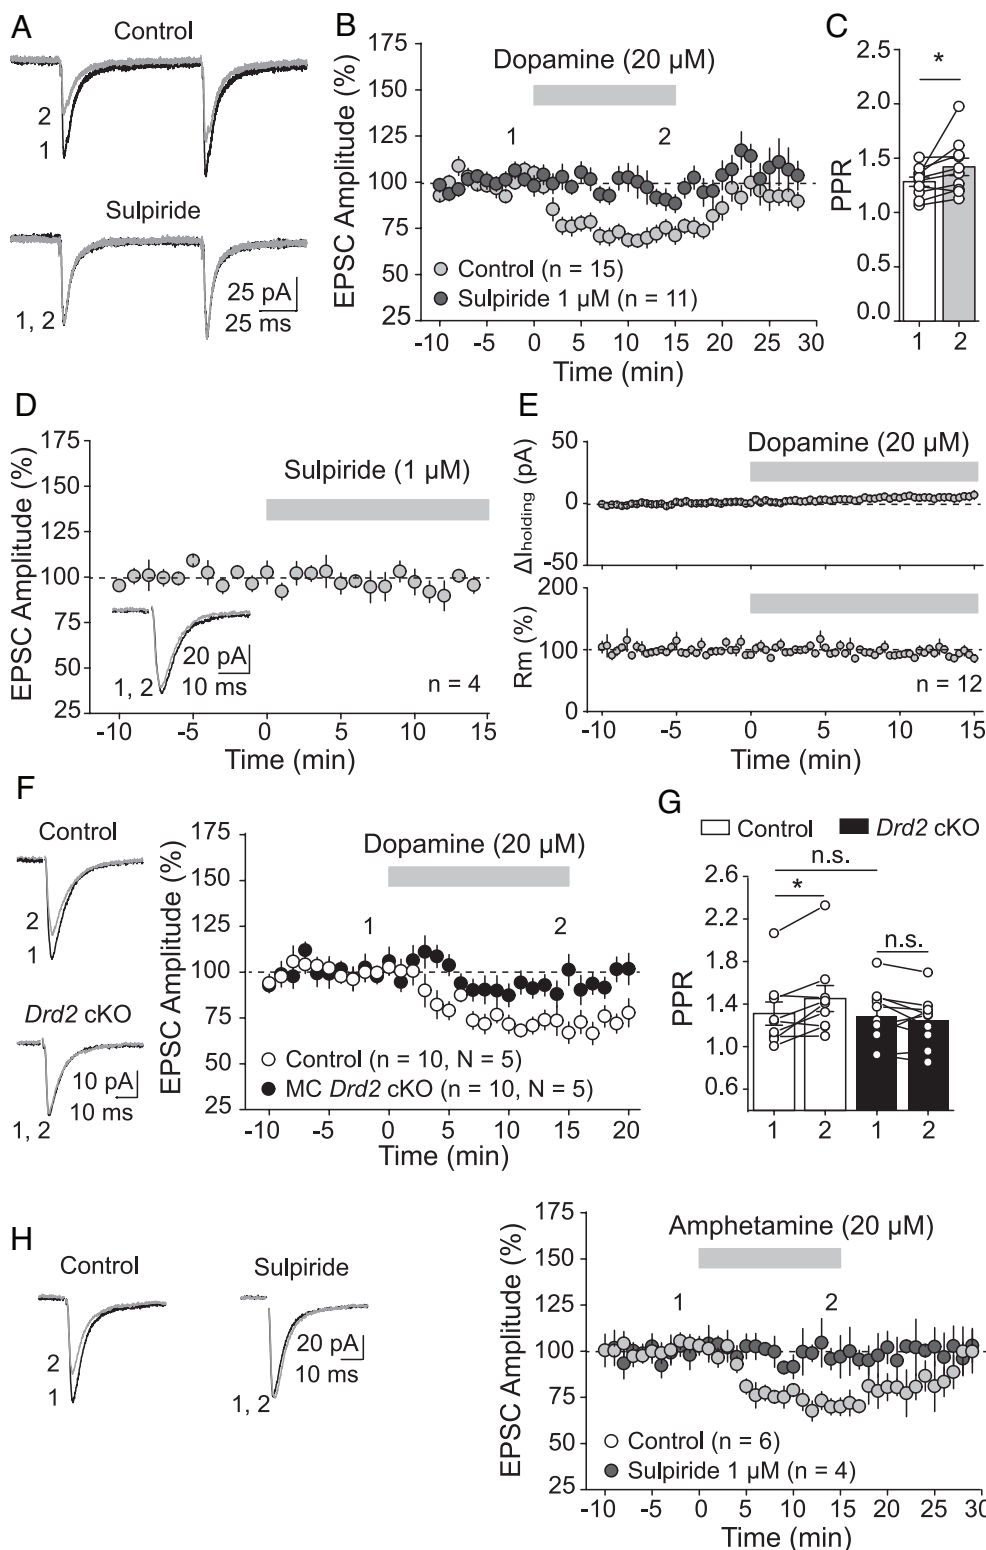 A
Control
2
1
Sulpiride
1, 2
25 pA
25 ms
B
EPSC Amplitude (%)
175
150
125
100
75
50
25
Dopamine (20 µM)
1
2
Control (n = 15)
Sulpiride 1 µM (n = 11)
-10 -5 0 5 10 15 20 25 30
Time (min)
C
PPR
2.5
2.0
1.5
1.0
0.5
0.0
*
1 2
D
EPSC Amplitude (%)
175
150
125
100
75
50
25
Sulpiride (1 µM)
1, 2
20 pA
10 ms
n = 4
-10 -5 0 5 10 15
Time (min)
E
ΔIholding (pA)
50
0
-50
Dopamine (20 µM)
Rm (%)
200
100
0
n = 12
-10 -5 0 5 10 15
Time (min)
F
Control
2
1
Drd2 cKO
1, 2
10 pA
10 ms
EPSC Amplitude (%)
175
150
125
100
75
50
25
Dopamine (20 µM)
1
2
Control (n = 10, N = 5)
MC Drd2 cKO (n = 10, N = 5)
-10 -5 0 5 10 15 20
Time (min)
G
Control Drd2 cKO
PPR
2.6
2.2
1.8
1.4
1.0
0.6
n.s.
*
n.s.
1 2 1 2
H
Control
2
1
Sulpiride
1, 2
20 pA
10 ms
EPSC Amplitude (%)
175
150
125
100
75
50
25
Amphetamine (20 µM)
1
2
Control (n = 6)
Sulpiride 1 µM (n = 4)
-10 -5 0 5 10 15 20 25 30
Time (min)